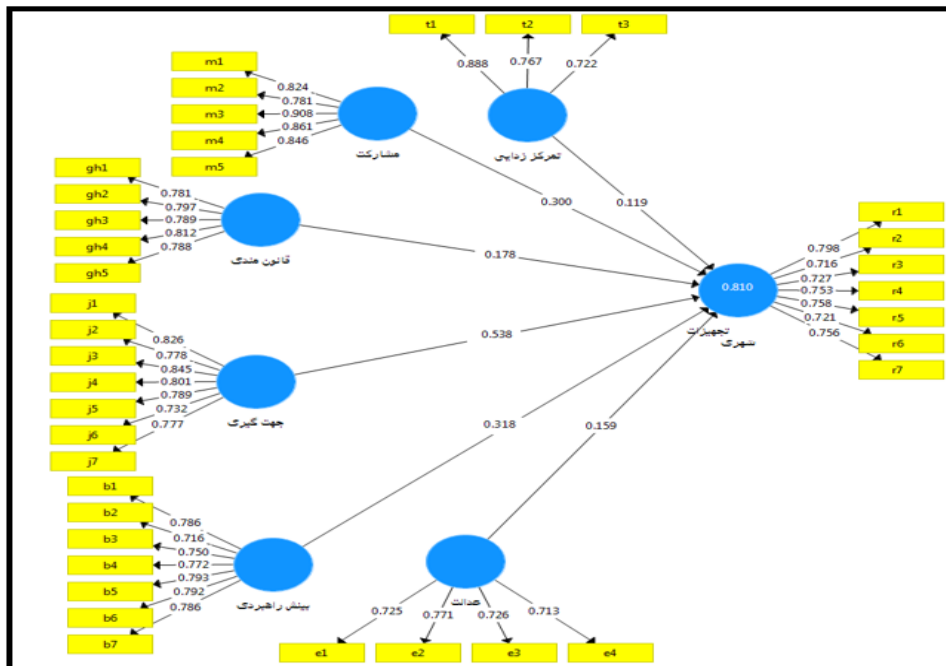 t1
t2
t3
0.888
0.767
0.722
تمرکز زدایی
m1
m2
m3
m4
m5
0.824
0.781
0.908
0.861
0.846
مشارکت
gh1
gh2
gh3
gh4
gh5
0.781
0.797
0.789
0.812
0.788
قانون مندی
j1
j2
j3
j4
j5
j6
j7
0.826
0.778
0.845
0.801
0.789
0.732
0.777
جهت گیری
b1
b2
b3
b4
b5
b6
b7
0.786
0.716
0.750
0.772
0.793
0.792
0.786
بینش راهبردی
0.725
0.771
0.726
0.713
عدالت
e1
e2
e3
e4
0.300
0.119
0.178
0.538
0.318
0.159
0.810
تجهیزات
شهری
0.798
0.716
0.727
0.753
0.758
0.721
0.756
r1
r2
r3
r4
r5
r6
r7